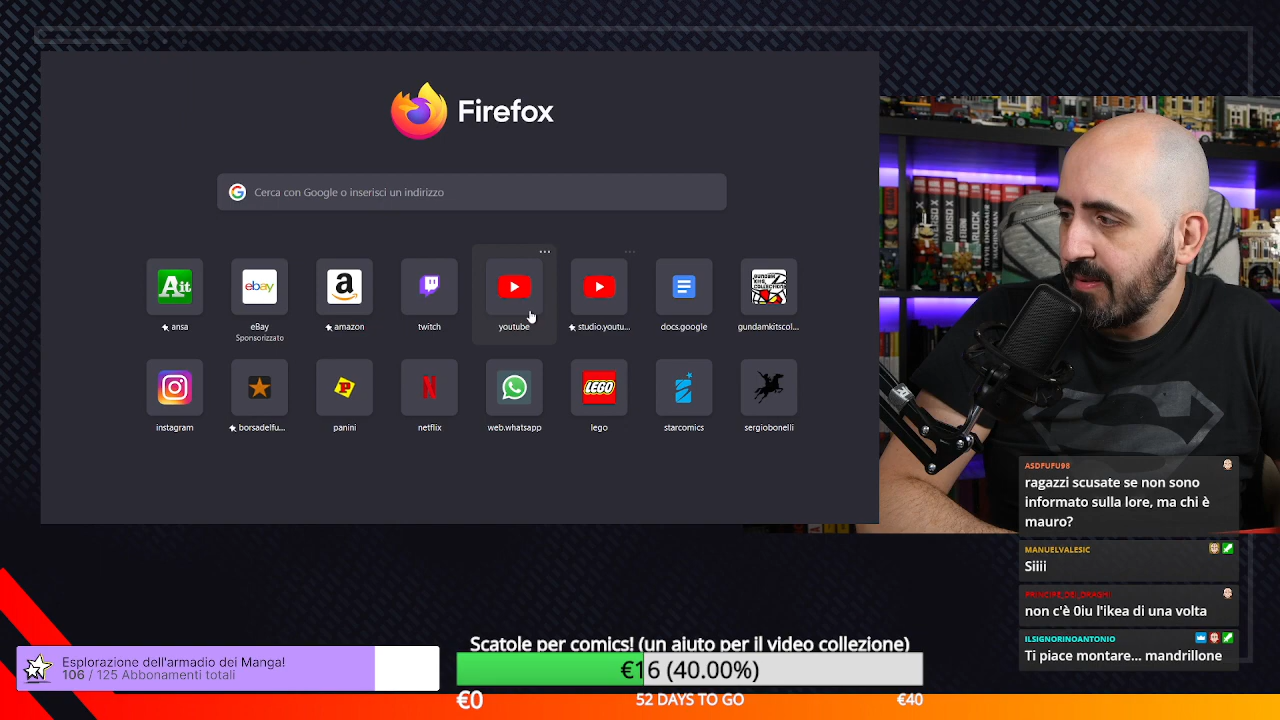 Firefox
Cerca con Google o inserisci un indirizzo
A.it
ebay
a
ansa
eBay
Sponsorizzato
amazon
twitch
youtube
studio.youtu...
docs.google
gundamkitscol...
LEGO
instagram
borsadelfu...
panini
netflix
web.whatsapp
lego
starcomics
sergiobonelli
RADISO X
ASDFUFU98
ragazzi scusate se non sono
informato sulla lore, ma chi è
mauro?
MANUELVALESIC
Siiii
PRINCIPE_DEI_DRAGHI
non c'è 0iu l'ikea di una volta
ILSIGNORINOANTONIO
Ti piace montare... mandrillone
Esplorazione dell'armadio dei Manga!
106 / 125 Abbonamenti totali
Scatole per comics! (un aiuto per il video collezione)
€16 (40.00%)
€0
52 DAYS TO GO
€40